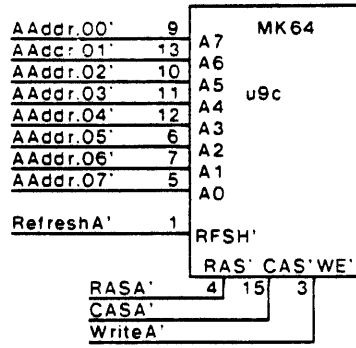 AAddr.00' 9 A7 MK64
AAddr.01' 13 A6
AAddr.02' 10 A5 u9c
AAddr.03' 11 A4
AAddr.04' 12 A3
AAddr.05' 6 A2
AAddr.06' 7 A1
AAddr.07' 5 A0
RefreshA' 1 RFSH'
RAS' CAS' WE'
RASA' 4 15 3
CASA'
WriteA'